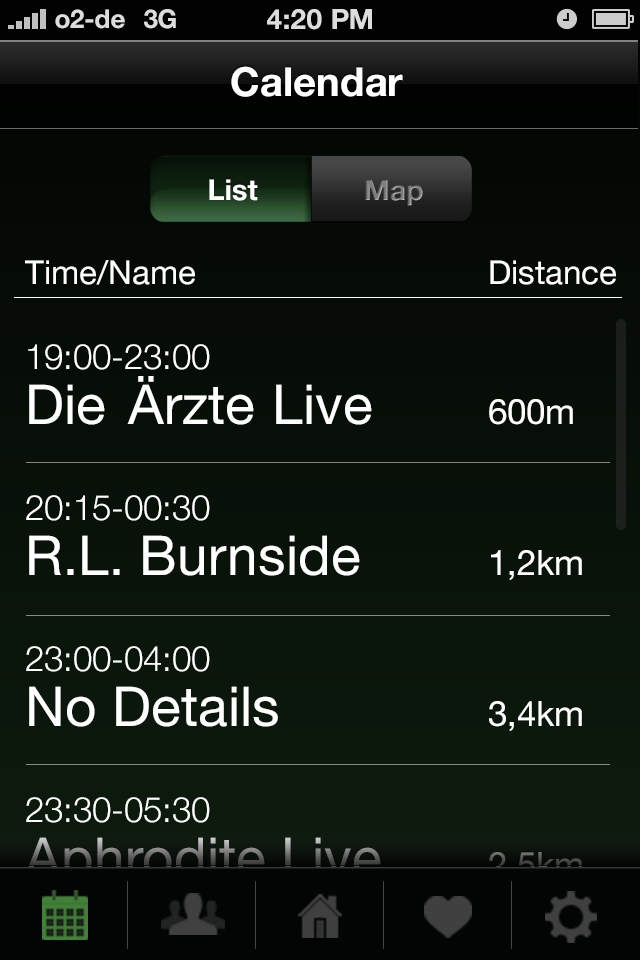 o2-de 3G 4:20 PM
Calendar
List Map
Time/Name Distance
19:00-23:00
Die Ärzte Live 600m
20:15-00:30
R.L. Burnside 1,2km
23:00-04:00
No Details 3,4km
23:30-05:30
Aphrodite Live 2,5km